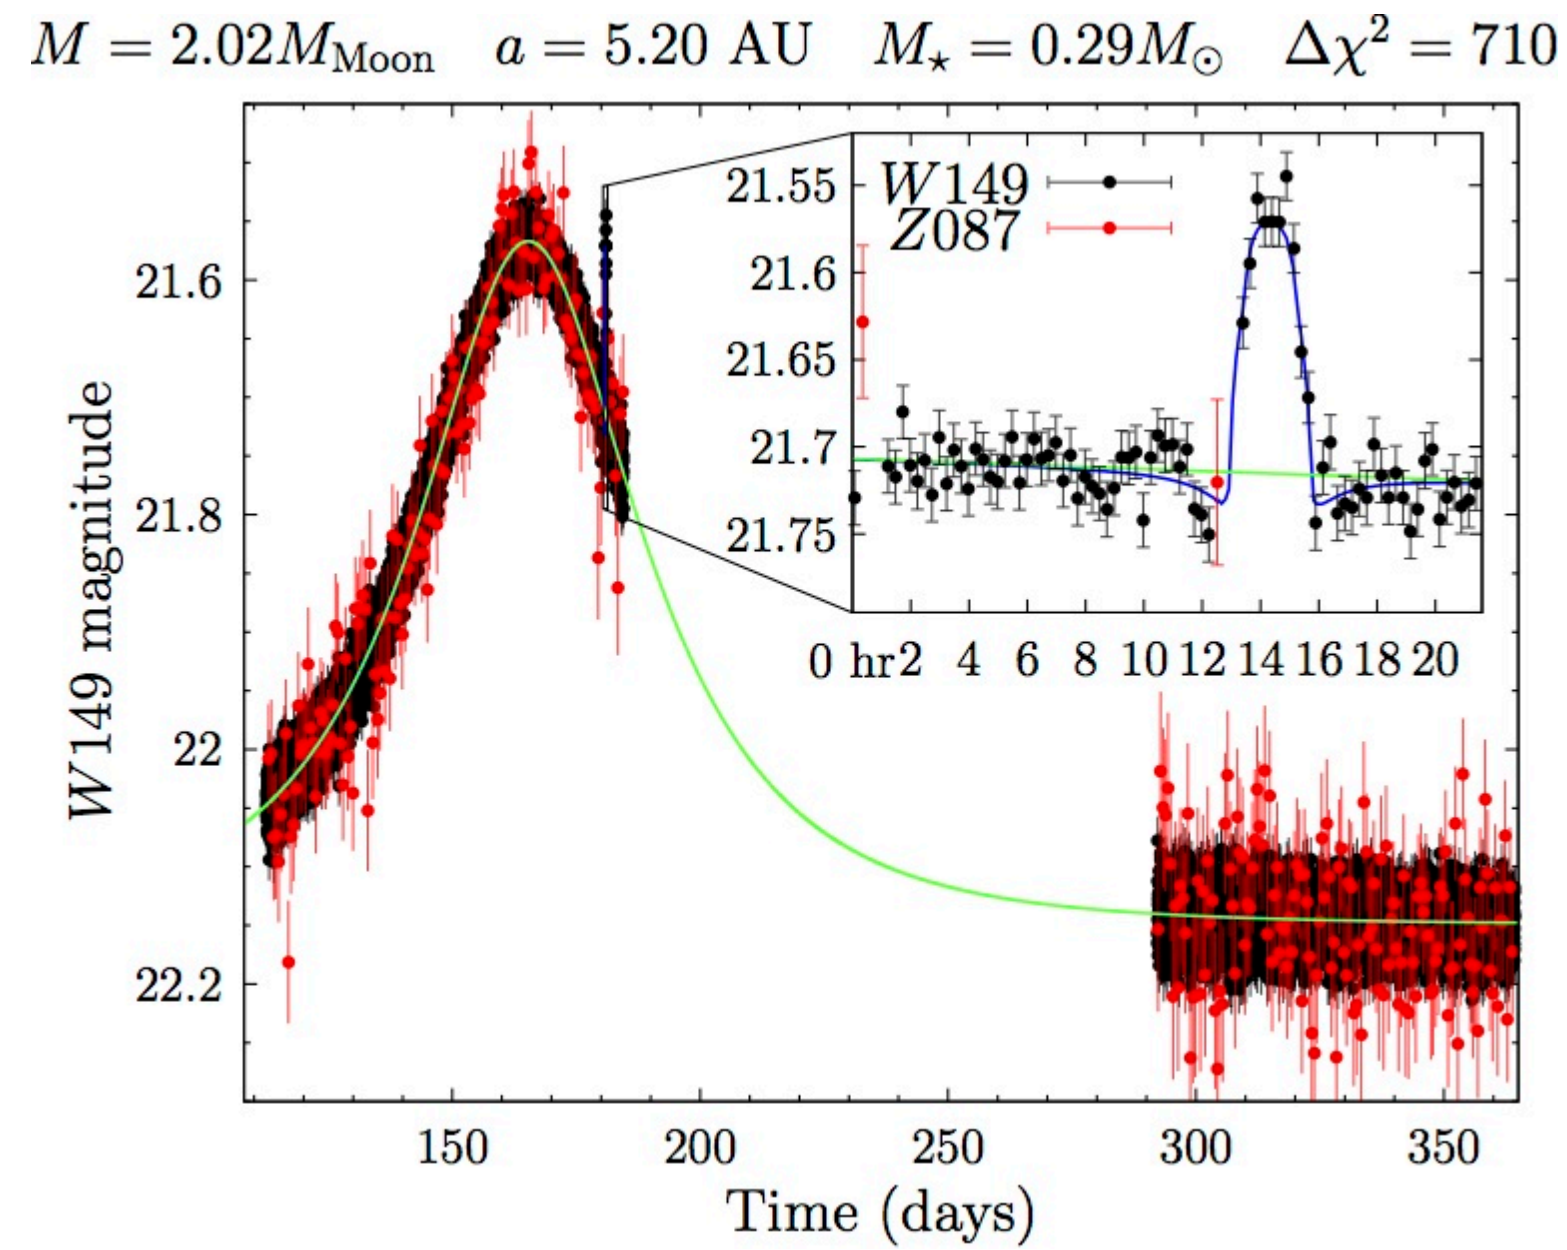 M = 2.02M_Moon a = 5.20 AU M_⋆ = 0.29M_⊙ Δχ² = 710
W149 magnitude
21.6
21.8
22
22.2
W149
Z087
21.55
21.6
21.65
21.7
21.75
0 hr 2 4 6 8 10 12 14 16 18 20
150 200 250 300 350
Time (days)